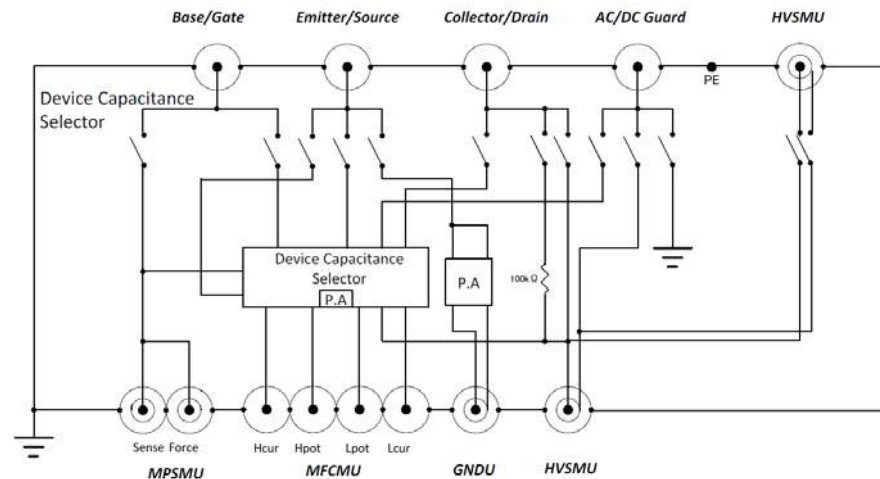 Base/Gate
Emitter/Source
Collector/Drain
AC/DC Guard
HVSMU
PE
Device Capacitance
Selector
Device Capacitance
Selector
P.A
P.A
100k Ω
Sense Force
Hcur
Hpot
Lpot
Lcur
MPSMU
MFCMU
GNDU
HVSMU